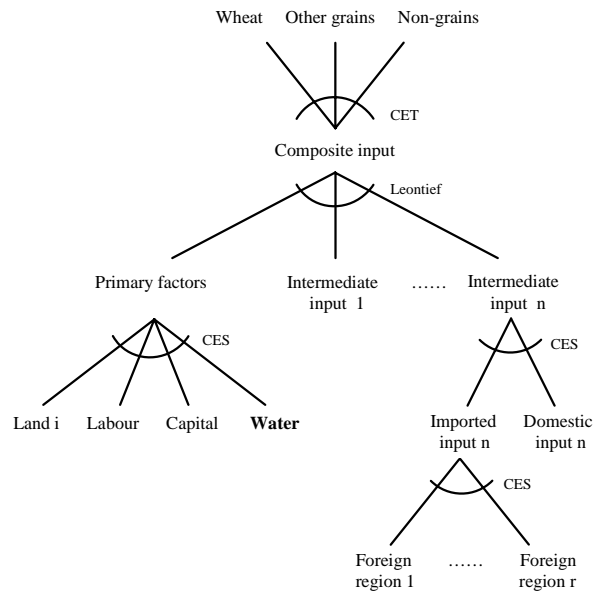 Wheat Other grains Non-grains
CET
Composite input
Leontief
Primary factors Intermediate input 1 …… Intermediate input n
CES CES
Land i Labour Capital Water Imported input n Domestic input n
CES
Foreign region 1 …… Foreign region r